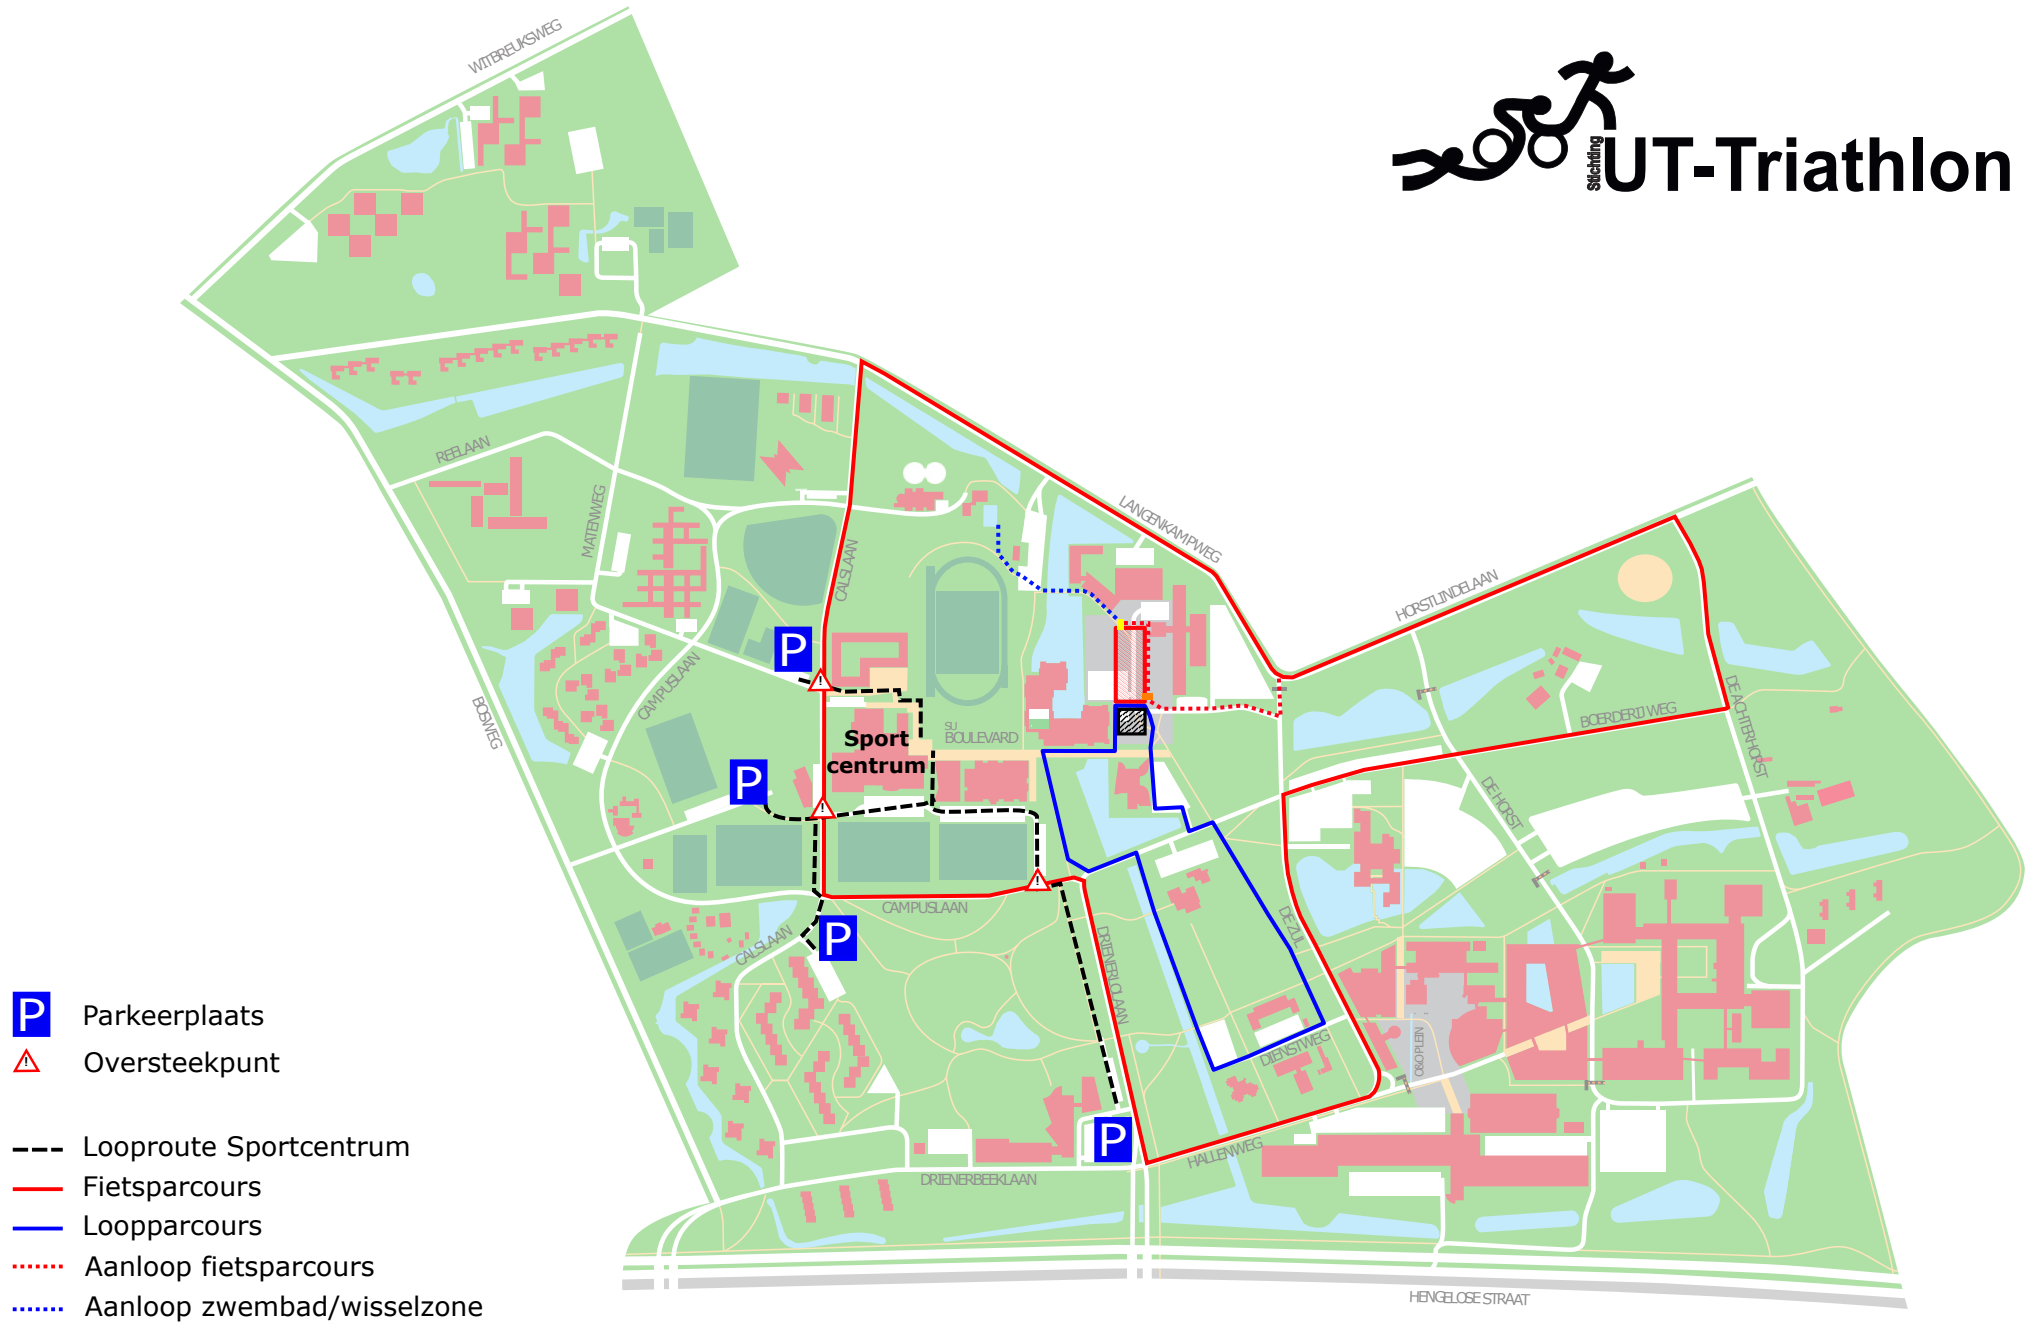 WITBREUKSWEG
Stichting
UT-Triathlon
REELAAN
MATENWEG
LANGENKAMPWEG
CALSLAAN
HORSTLINDELAAN
P
!
CAMPUSLAAN
BOSWEG
SU
BOULEVARD
Sport
centrum
BOERDERIJWEG
DE ACHTERHORST
P
!
DE HORST
!
CAMPUSLAAN
DE ZUL
CALSLAAN
P
DRIENERLOLAAN
DIENSTWEG
O&O PLEIN
P
HALLENWEG
DRIENERBEEKLAAN
HENGELOSE STRAAT
P Parkeerplaats
! Oversteekpunt
Looproute Sportcentrum
Fietsparcours
Loopparcours
Aanloop fietsparcours
Aanloop zwembad/wisselzone